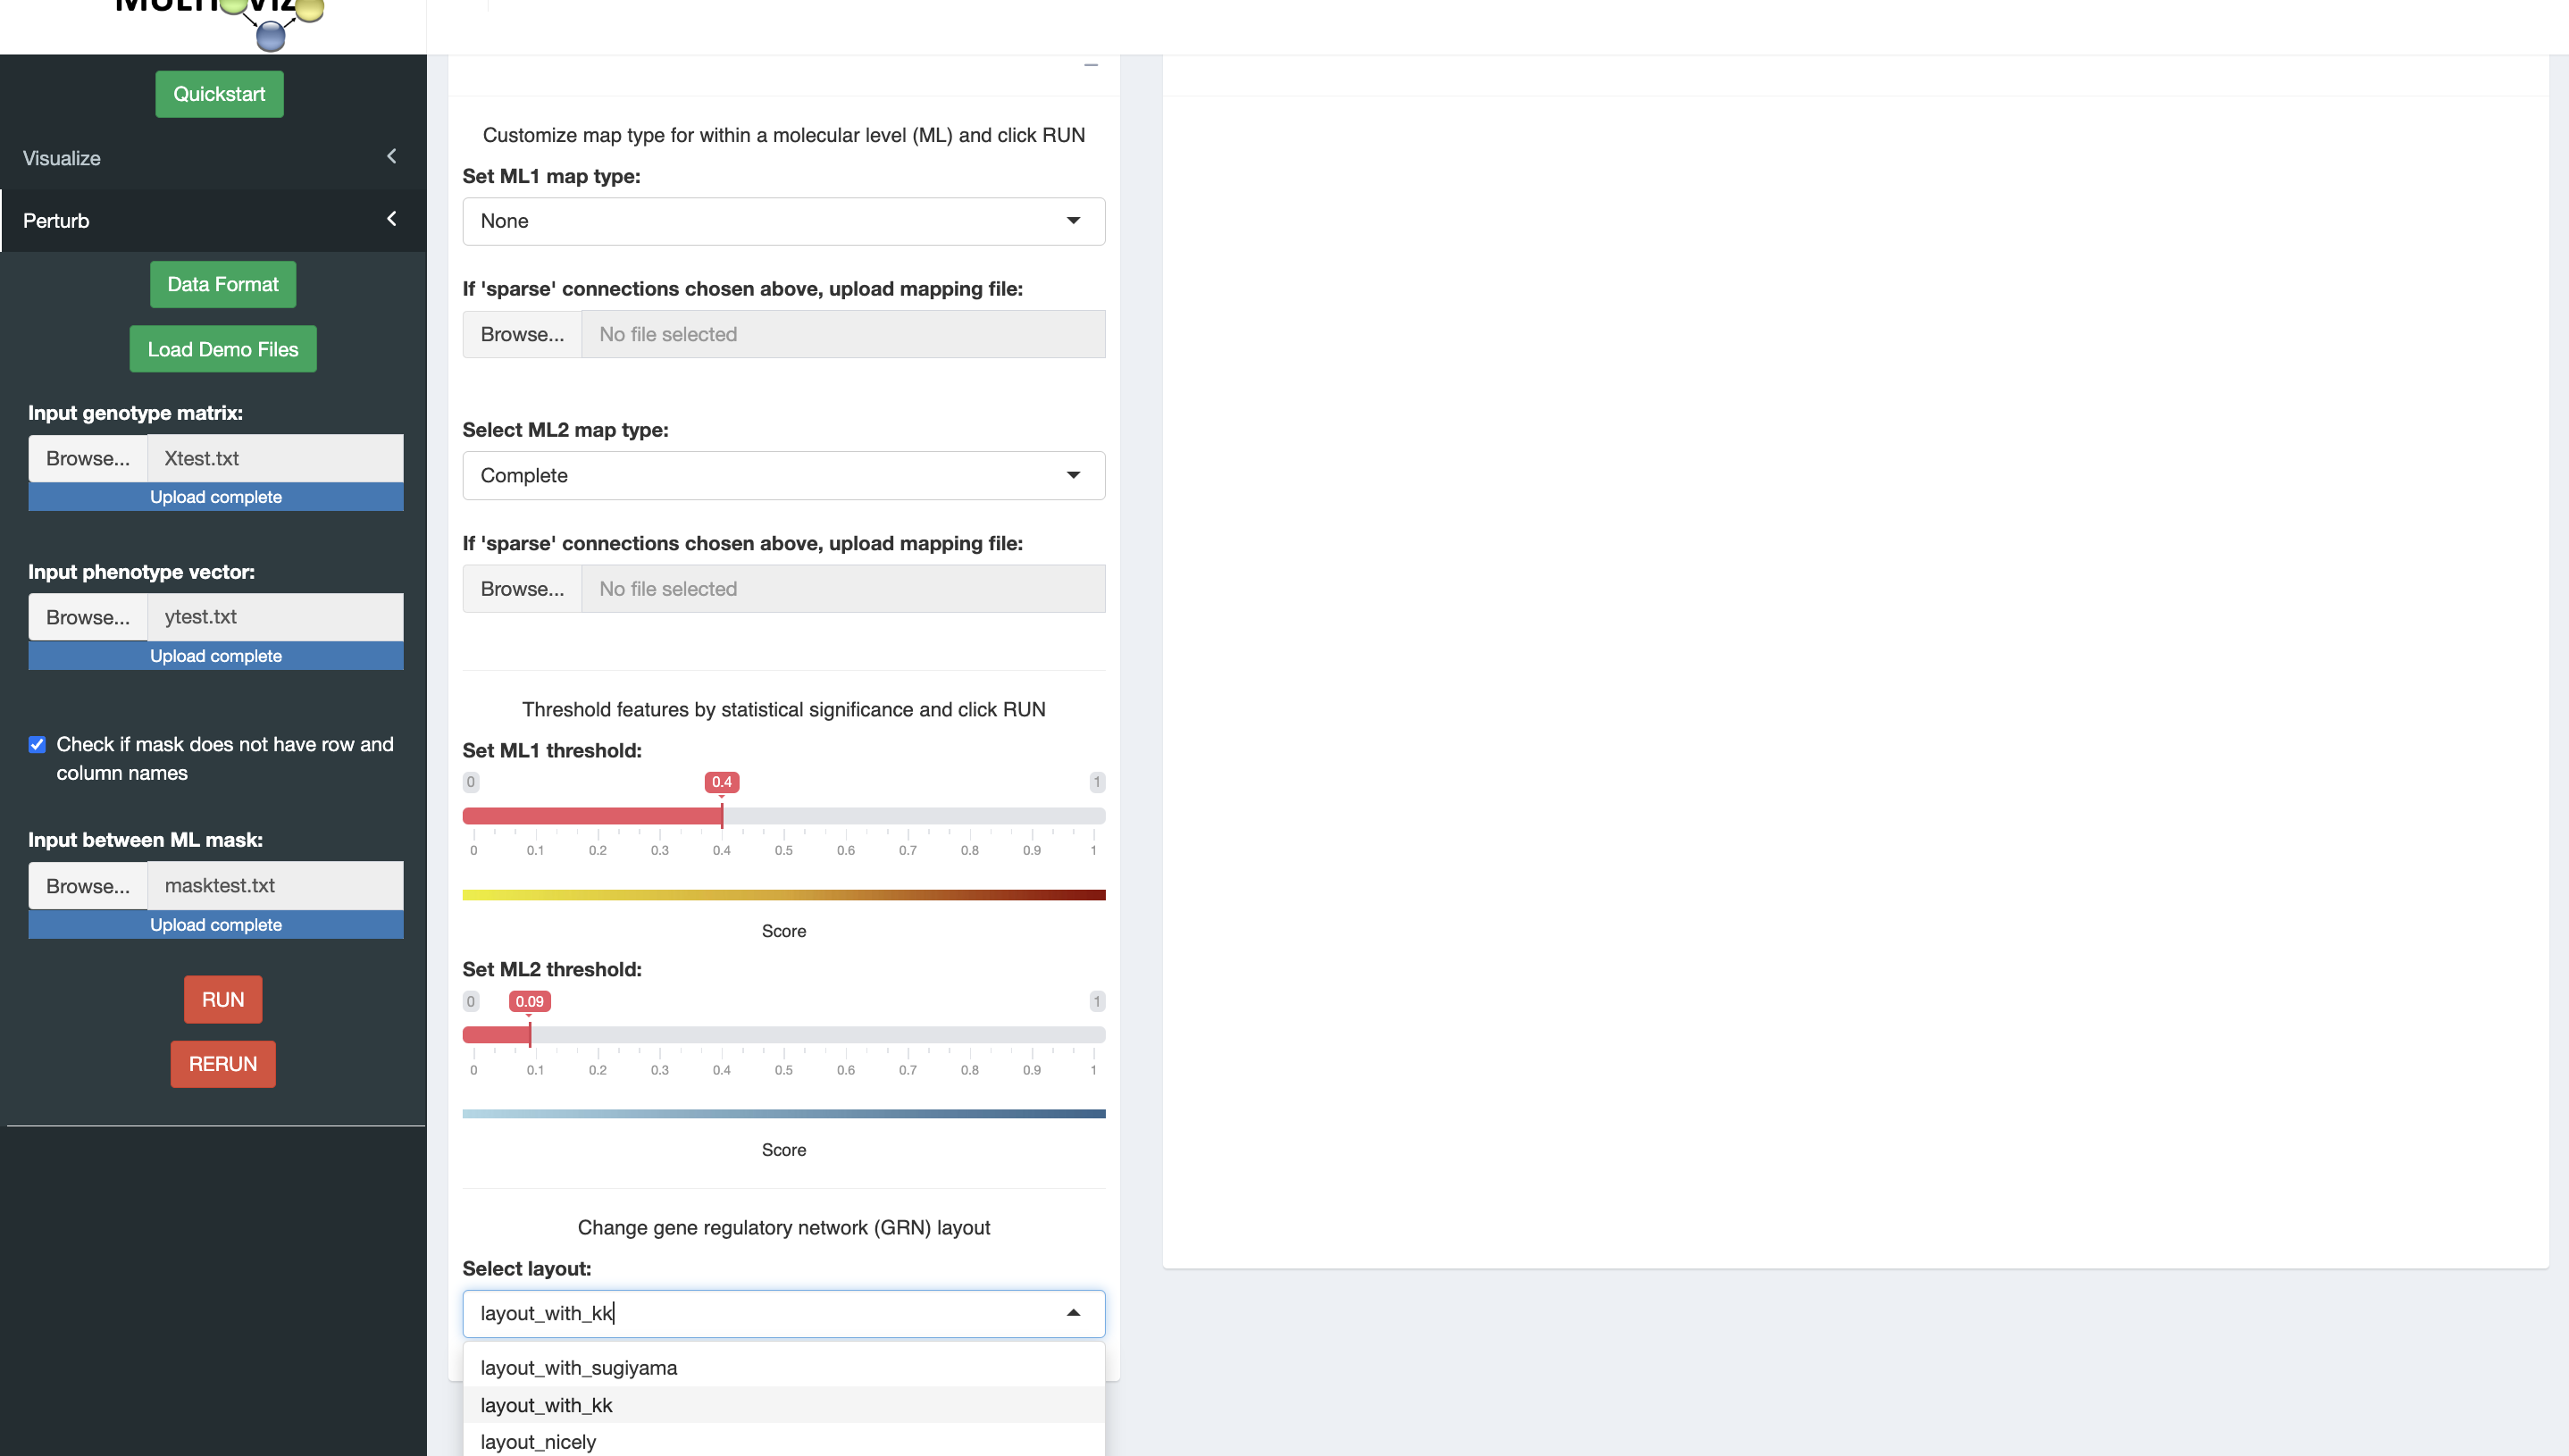 Quickstart
Visualize
Perturb
Data Format
Load Demo Files
Input genotype matrix:
Browse... Xtest.txt
Upload complete
Input phenotype vector:
Browse... ytest.txt
Upload complete
Check if mask does not have row and
column names
Input between ML mask:
Browse... masktest.txt
Upload complete
RUN
RERUN
Customize map type for within a molecular level (ML) and click RUN
Set ML1 map type:
None
If 'sparse' connections chosen above, upload mapping file:
Browse... No file selected
Select ML2 map type:
Complete
If 'sparse' connections chosen above, upload mapping file:
Browse... No file selected
Threshold features by statistical significance and click RUN
Set ML1 threshold:
0 0.4 1
0 0.1 0.2 0.3 0.4 0.5 0.6 0.7 0.8 0.9 1
Score
Set ML2 threshold:
0 0.09 1
0 0.1 0.2 0.3 0.4 0.5 0.6 0.7 0.8 0.9 1
Score
Change gene regulatory network (GRN) layout
Select layout:
layout_with_kk
layout_with_sugiyama
layout_with_kk
layout_nicely